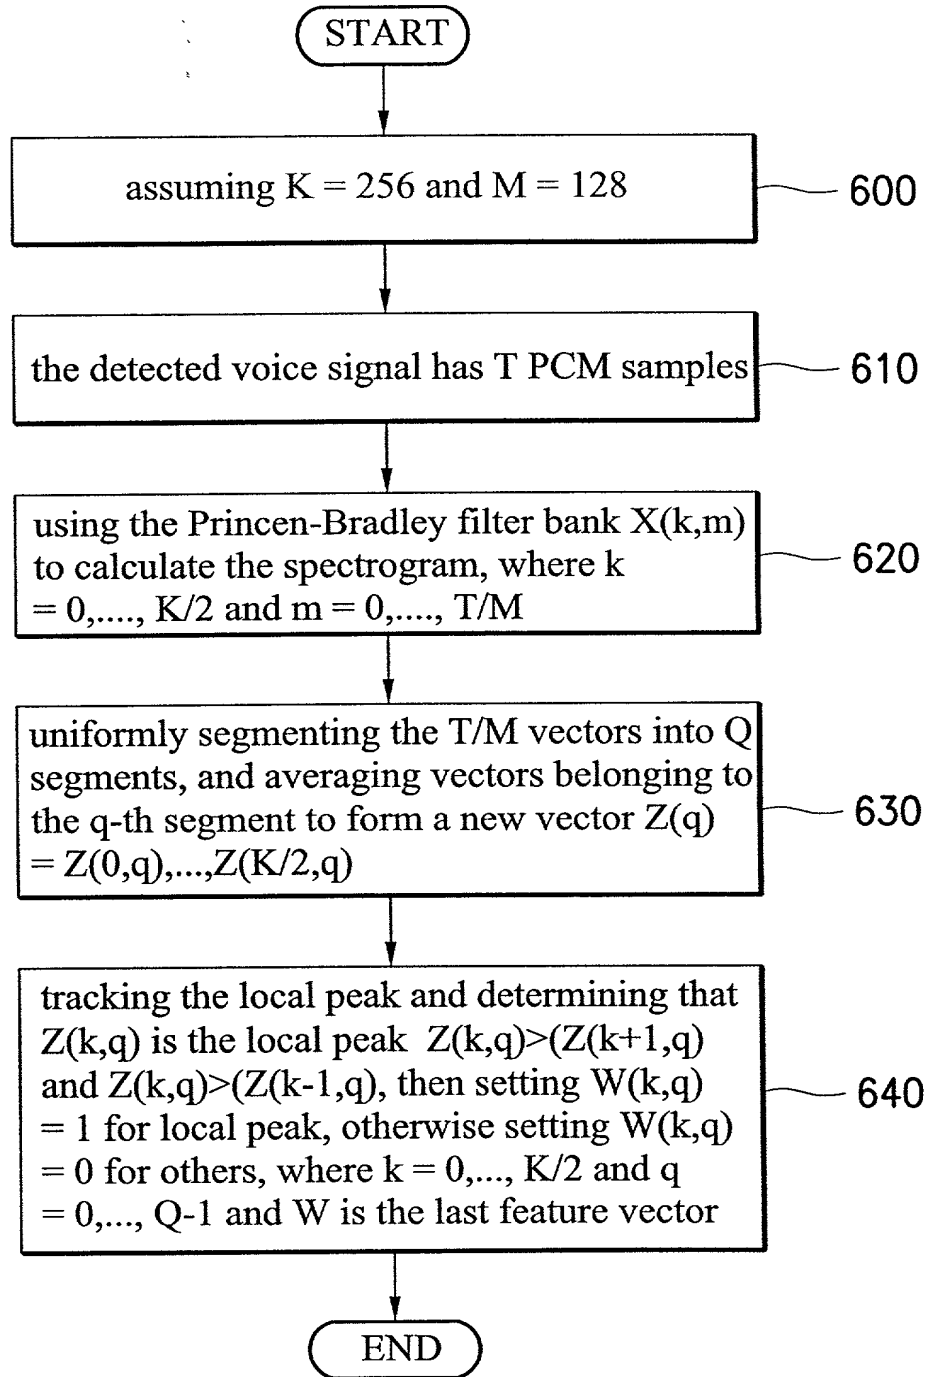 START
assuming K = 256 and M = 128
600
the detected voice signal has T PCM samples
610
using the Princen-Bradley filter bank X(k,m)
to calculate the spectrogram, where k
= 0,...., K/2 and m = 0,...., T/M
620
uniformly segmenting the T/M vectors into Q
segments, and averaging vectors belonging to
the q-th segment to form a new vector Z(q)
= Z(0,q),...,Z(K/2,q)
630
tracking the local peak and determining that
Z(k,q) is the local peak Z(k,q)>(Z(k+1,q)
and Z(k,q)>(Z(k-1,q), then setting W(k,q)
= 1 for local peak, otherwise setting W(k,q)
= 0 for others, where k = 0,..., K/2 and q
= 0,..., Q-1 and W is the last feature vector
640
END